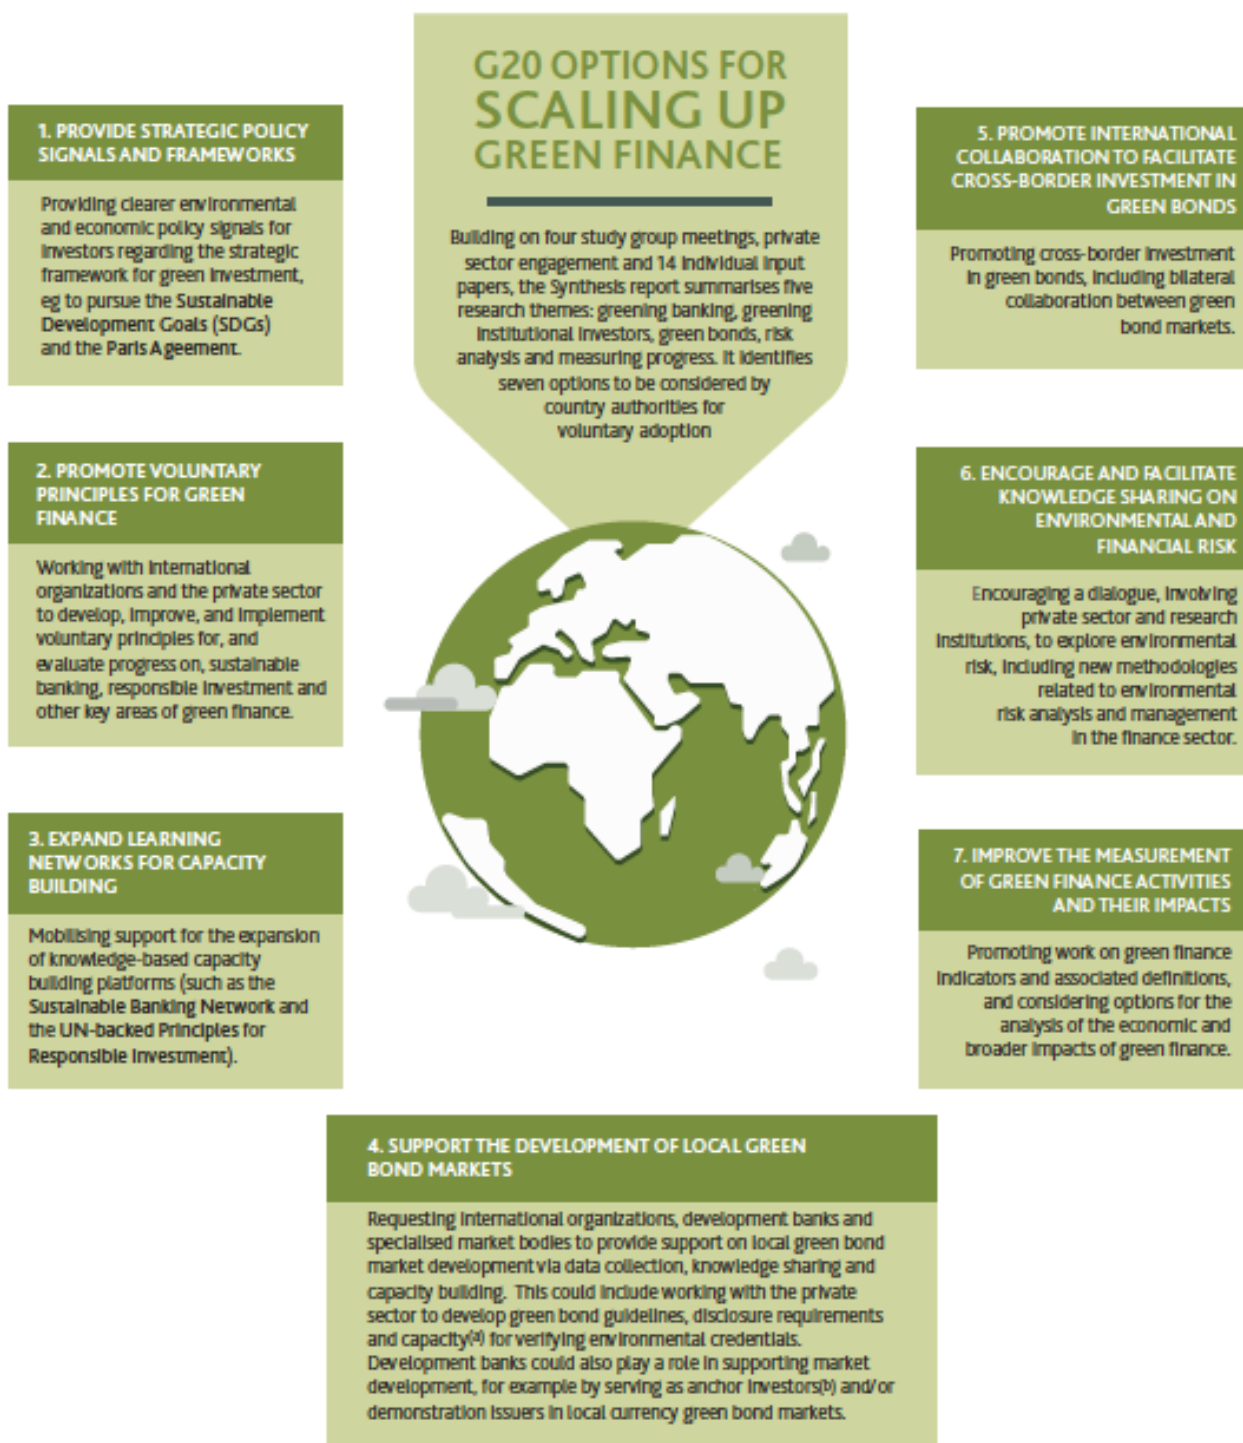 G20 OPTIONS FOR
SCALING UP
GREEN FINANCE
Building on four study group meetings, private
sector engagement and 14 individual input
papers, the Synthesis report summarises five
research themes: greening banking, greening
institutional investors, green bonds, risk
analysis and measuring progress. It identifies
seven options to be considered by
country authorities for
voluntary adoption
1. PROVIDE STRATEGIC POLICY
SIGNALS AND FRAMEWORKS
Providing clearer environmental
and economic policy signals for
investors regarding the strategic
framework for green investment,
eg to pursue the Sustainable
Development Goals (SDGs)
and the Paris Ageement.
2. PROMOTE VOLUNTARY
PRINCIPLES FOR GREEN
FINANCE
Working with international
organizations and the private sector
to develop, improve, and implement
voluntary principles for, and
evaluate progress on, sustainable
banking, responsible investment and
other key areas of green finance.
3. EXPAND LEARNING
NETWORKS FOR CAPACITY
BUILDING
Mobilising support for the expansion
of knowledge-based capacity
building platforms (such as the
Sustainable Banking Network and
the UN-backed Principles for
Responsible Investment).
4. SUPPORT THE DEVELOPMENT OF LOCAL GREEN
BOND MARKETS
Requesting international organizations, development banks and
specialised market bodies to provide support on local green bond
market development via data collection, knowledge sharing and
capacity building. This could include working with the private
sector to develop green bond guidelines, disclosure requirements
and capacity(a) for verifying environmental credentials.
Development banks could also play a role in supporting market
development, for example by serving as anchor investors(b) and/or
demonstration issuers in local currency green bond markets.
5. PROMOTE INTERNATIONAL
COLLABORATION TO FACILITATE
CROSS-BORDER INVESTMENT IN
GREEN BONDS
Promoting cross-border investment
in green bonds, including bilateral
collaboration between green
bond markets.
6. ENCOURAGE AND FACILITATE
KNOWLEDGE SHARING ON
ENVIRONMENTAL AND
FINANCIAL RISK
Encouraging a dialogue, involving
private sector and research
institutions, to explore environmental
risk, including new methodologies
related to environmental
risk analysis and management
in the finance sector.
7. IMPROVE THE MEASUREMENT
OF GREEN FINANCE ACTIVITIES
AND THEIR IMPACTS
Promoting work on green finance
indicators and associated definitions,
and considering options for the
analysis of the economic and
broader impacts of green finance.